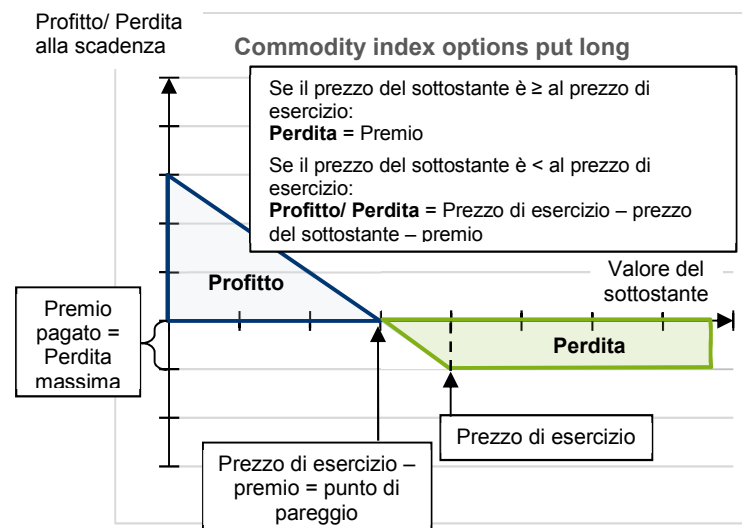 Profitto/ Perdita
alla scadenza
Commodity index options put long
Se il prezzo del sottostante è ≥ al prezzo di
esercizio:
Perdita = Premio
Se il prezzo del sottostante è < al prezzo di
esercizio:
Profitto/ Perdita = Prezzo di esercizio – prezzo
del sottostante – premio
Profitto
Valore del
sottostante
Premio
pagato =
Perdita
massima
Perdita
Prezzo di esercizio
Prezzo di esercizio –
premio = punto di
pareggio